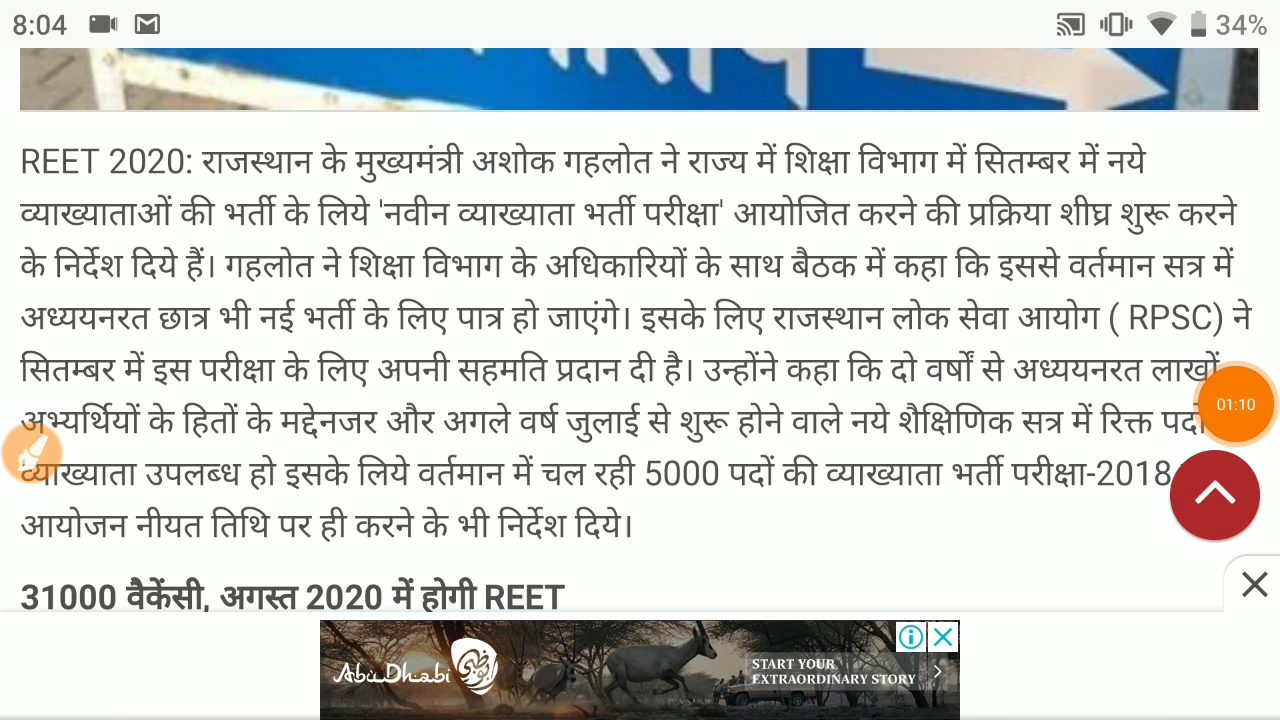 8:04
34%
REET 2020: राजस्थान के मुख्यमंत्री अशोक गहलोत ने राज्य में शिक्षा विभाग में सितम्बर में नये
व्याख्याताओं की भर्ती के लिये 'नवीन व्याख्याता भर्ती परीक्षा' आयोजित करने की प्रक्रिया शीघ्र शुरू करने
के निर्देश दिये हैं। गहलोत ने शिक्षा विभाग के अधिकारियों के साथ बैठक में कहा कि इससे वर्तमान सत्र में
अध्ययनरत छात्र भी नई भर्ती के लिए पात्र हो जाएंगे। इसके लिए राजस्थान लोक सेवा आयोग ( RPSC) ने
सितम्बर में इस परीक्षा के लिए अपनी सहमति प्रदान दी है। उन्होंने कहा कि दो वर्षों से अध्ययनरत लाखों
01:10
अभ्यर्थियों के हितों के मद्देनजर और अगले वर्ष जुलाई से शुरू होने वाले नये शैक्षिणिक सत्र में रिक्त
व्याख्याता उपलब्ध हो इसके लिये वर्तमान में चल रही 5000 पदों की व्याख्याता भर्ती परीक्षा-2018
आयोजन नीयत तिथि पर ही करने के भी निर्देश दिये।
31000 वैकेंसी, अगस्त 2020 में होगी REET
Abu Dhabi
أبوظبي
START YOUR
EXTRAORDINARY STORY